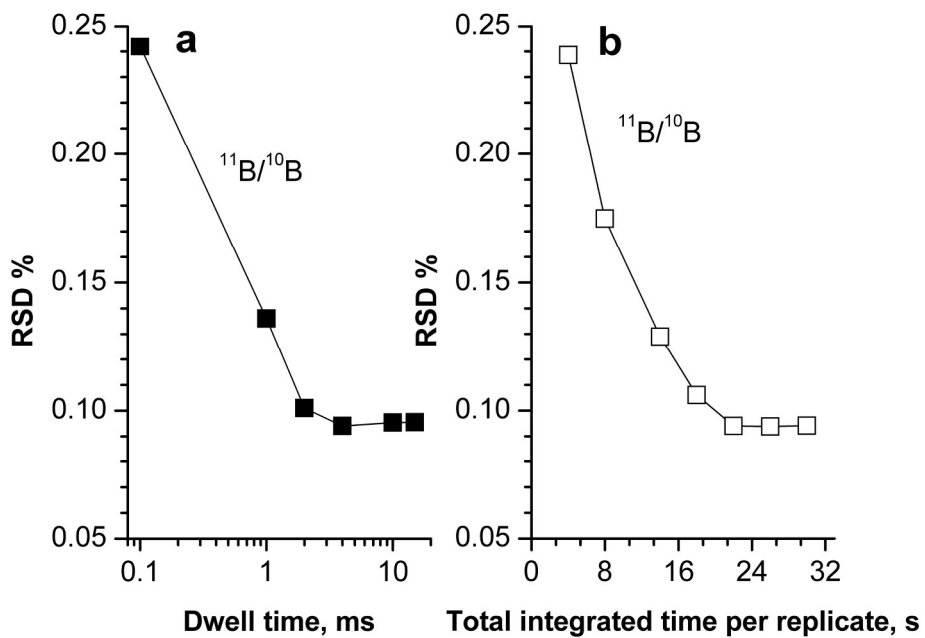 a
¹¹B/¹⁰B
RSD %
0.25
0.20
0.15
0.10
0.05
0.1 1 10
Dwell time, ms
b
¹¹B/¹⁰B
RSD %
0.25
0.20
0.15
0.10
0.05
0 8 16 24 32
Total integrated time per replicate, s